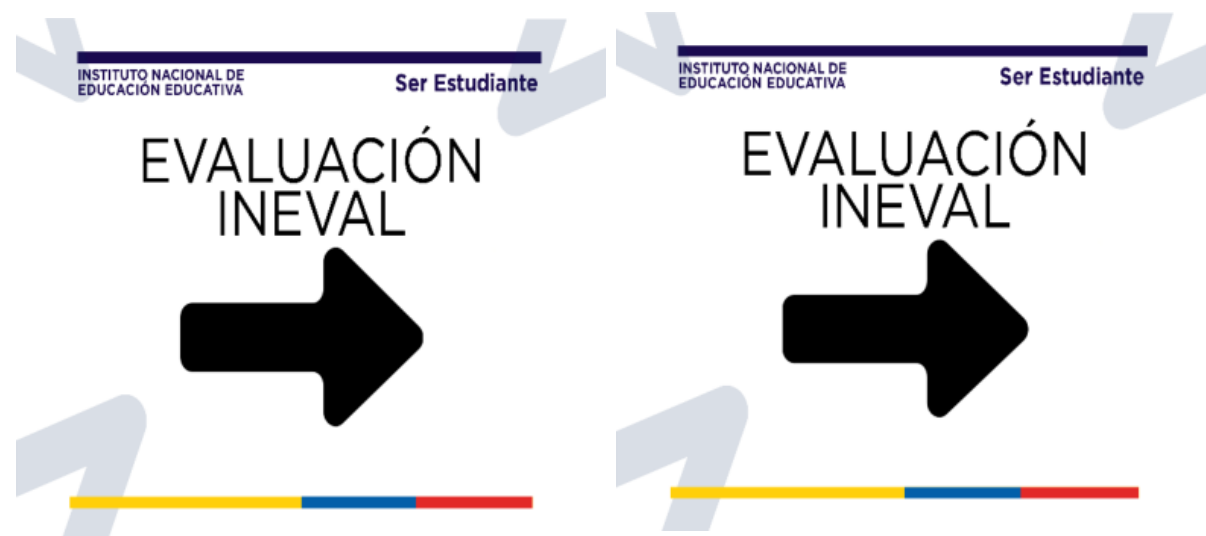 INSTITUTO NACIONAL DE
EDUCACIÓN EDUCATIVA
Ser Estudiante
EVALUACIÓN
INEVAL
INSTITUTO NACIONAL DE
EDUCACIÓN EDUCATIVA
Ser Estudiante
EVALUACIÓN
INEVAL